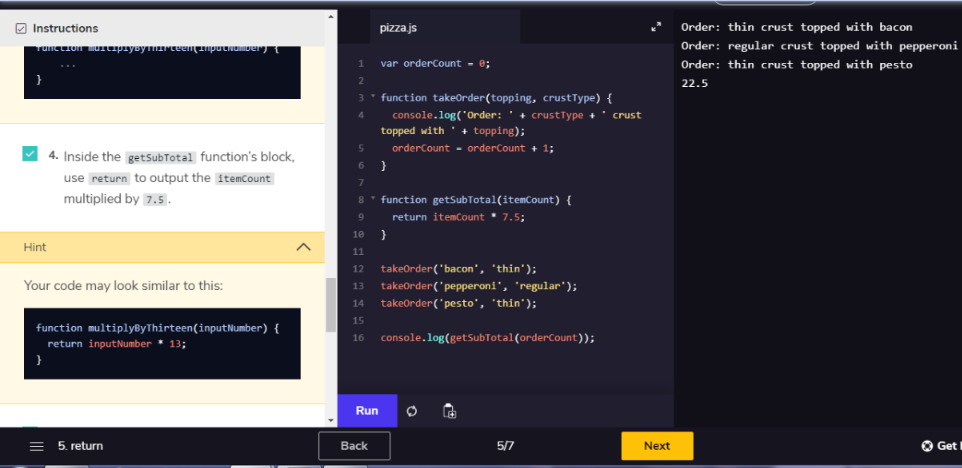 Instructions
function multiplyByThirteen(inputNumber) {
...
}
4. Inside the getSubTotal function's block,
use return to output the itemCount
multiplied by 7.5.
Hint
Your code may look similar to this:
function multiplyByThirteen(inputNumber) {
return inputNumber * 13;
}
pizza.js
1 var orderCount = 0;
2
3 function takeOrder(topping, crustType) {
4 console.log('Order: ' + crustType + ' crust
topped with ' + topping);
5 orderCount = orderCount + 1;
6 }
7
8 function getSubTotal(itemCount) {
9 return itemCount * 7.5;
10 }
11
12 takeOrder('bacon', 'thin');
13 takeOrder('pepperoni', 'regular');
14 takeOrder('pesto', 'thin');
15
16 console.log(getSubTotal(orderCount));
Run
Order: thin crust topped with bacon
Order: regular crust topped with pepperoni
Order: thin crust topped with pesto
22.5
5. return
Back
5/7
Next
Get